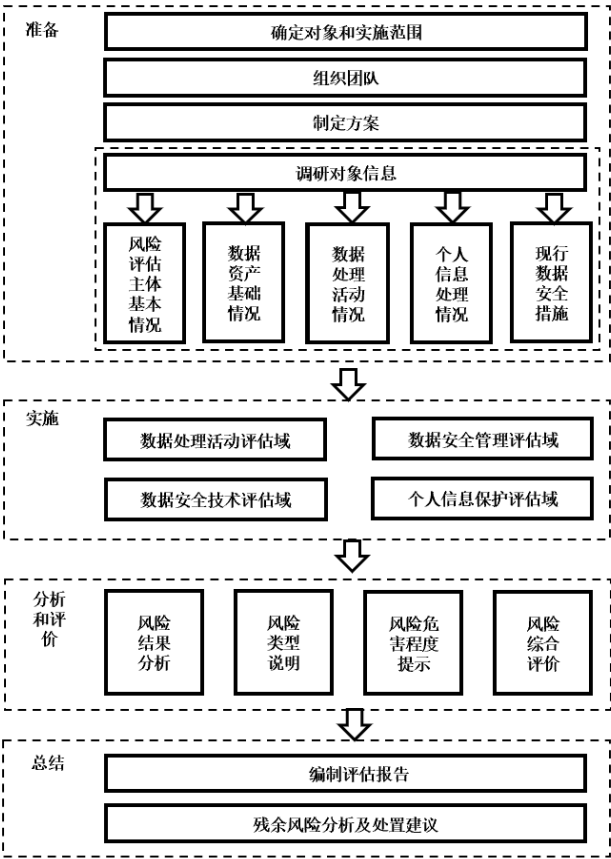 准备
确定对象和实施范围
组织团队
制定方案
调研对象信息
风险
评估
主体
基本
情况
数据
资产
基础
情况
数据
处理
活动
情况
个人
信息
处理
情况
现行
数据
安全
措施
实施
数据处理活动评估域
数据安全管理评估域
数据安全技术评估域
个人信息保护评估域
分析
和评
价
风险
结果
分析
风险
类型
说明
风险危
害程度
提示
风险
综合
评价
总结
编制评估报告
残余风险分析及处置建议